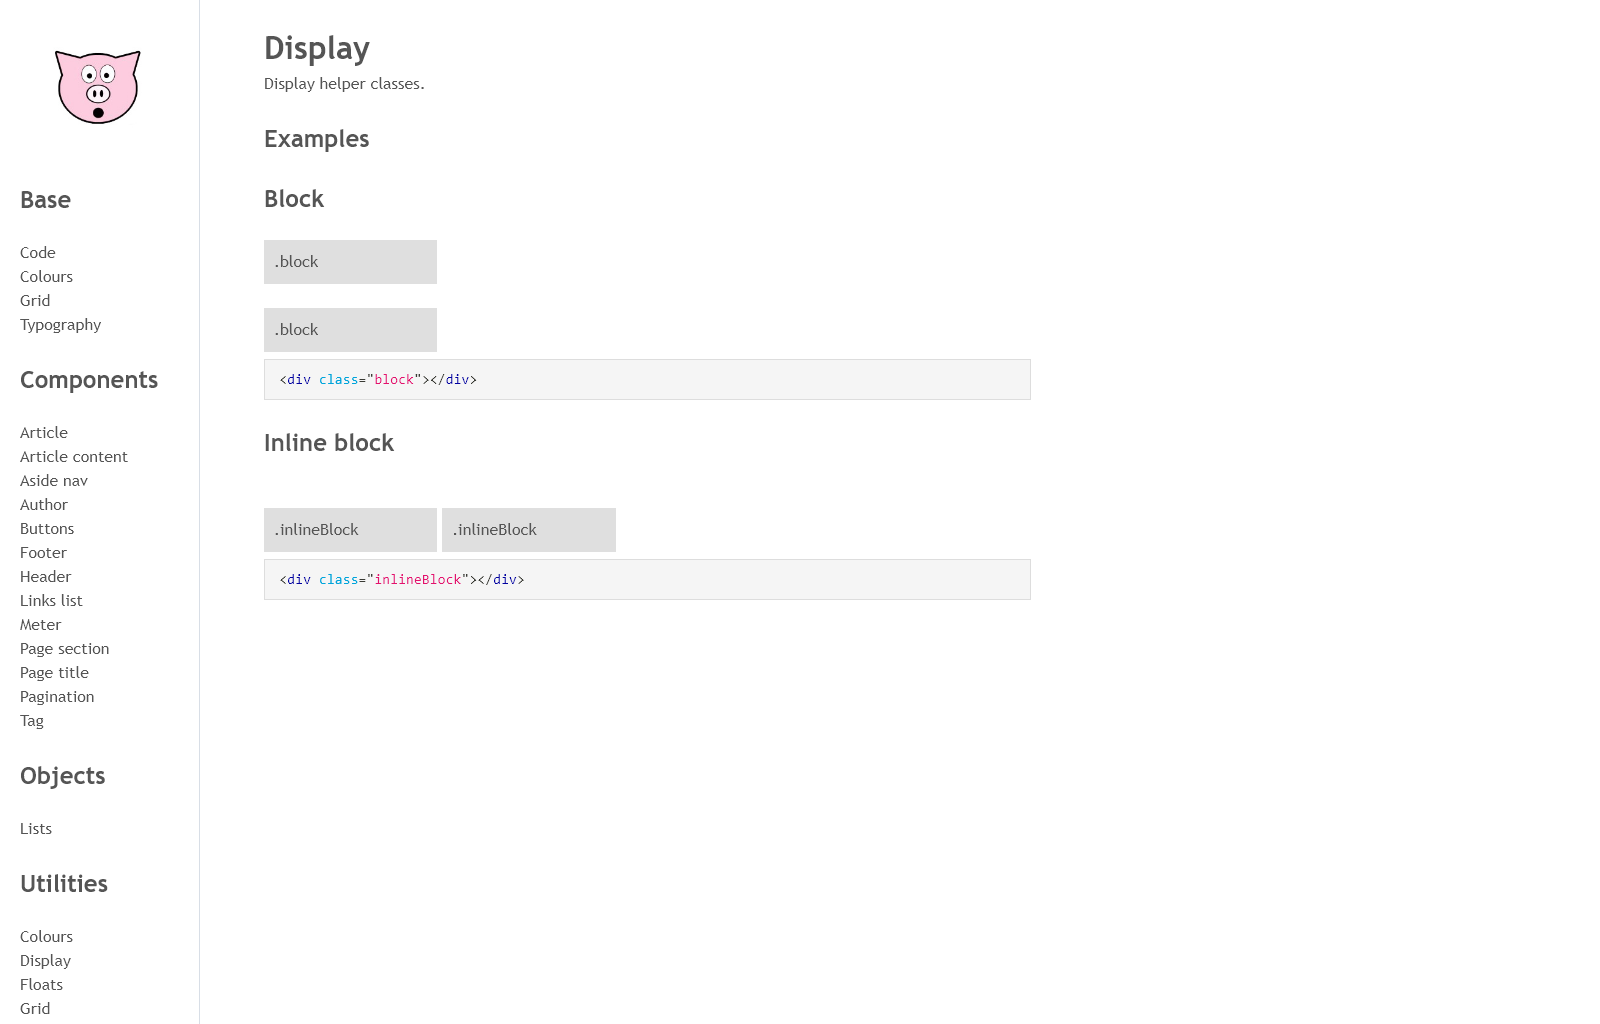 Base
Code
Colours
Grid
Typography
Components
Article
Article content
Aside nav
Author
Buttons
Footer
Header
Links list
Meter
Page section
Page title
Pagination
Tag
Objects
Lists
Utilities
Colours
Display
Floats
Grid
Display
Display helper classes.
Examples
Block
.block
.block
<div class="block"></div>
Inline block
.inlineBlock .inlineBlock
<div class="inlineBlock"></div>